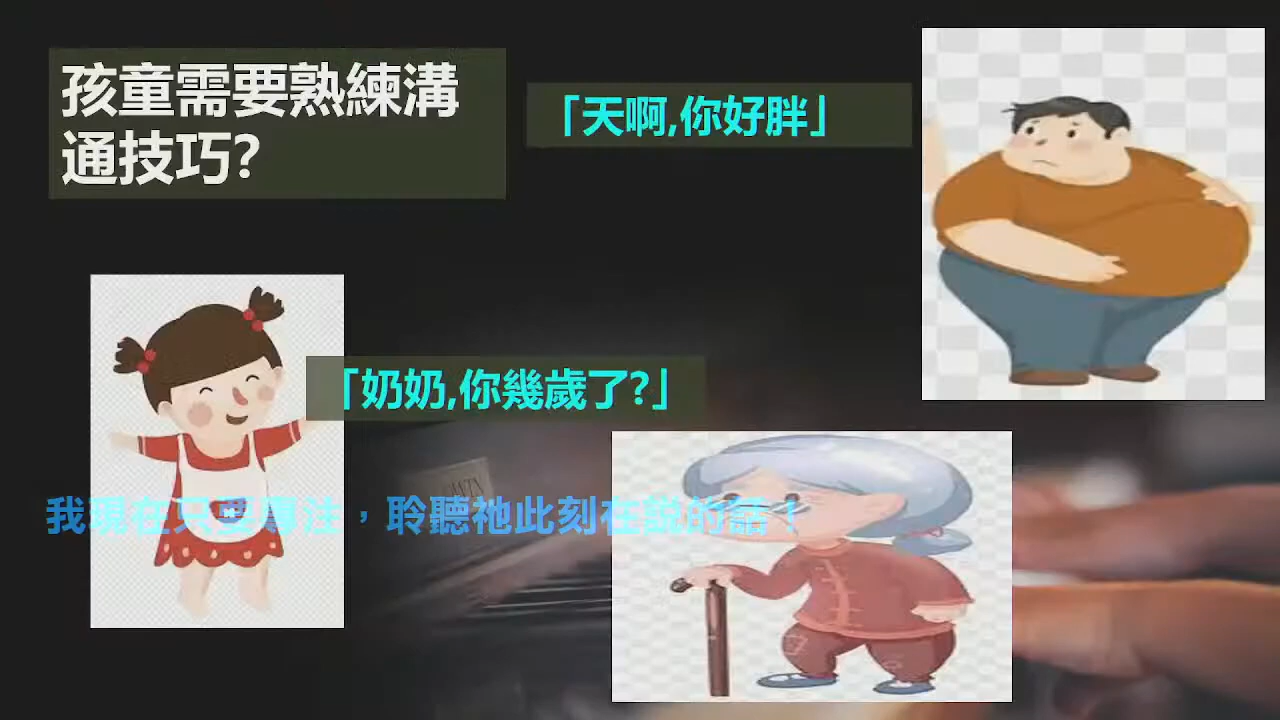 孩童需要熟練溝
通技巧?
「天啊,你好胖」
「奶奶,你幾歲了?」
我現在只要專注，聆聽祂此刻在說的話！